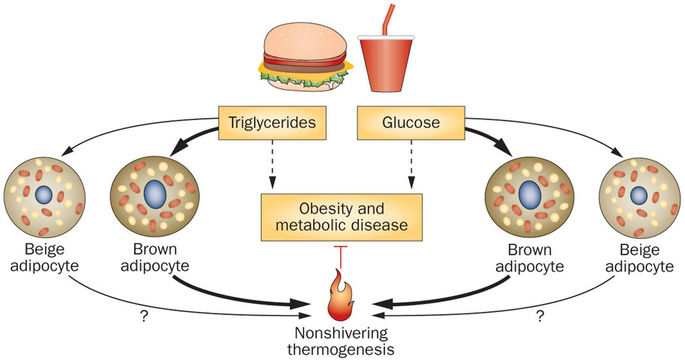 Triglycerides
Glucose
Obesity and
metabolic disease
Beige
adipocyte
Brown
adipocyte
Brown
adipocyte
Beige
adipocyte
?
?
Nonshivering
thermogenesis